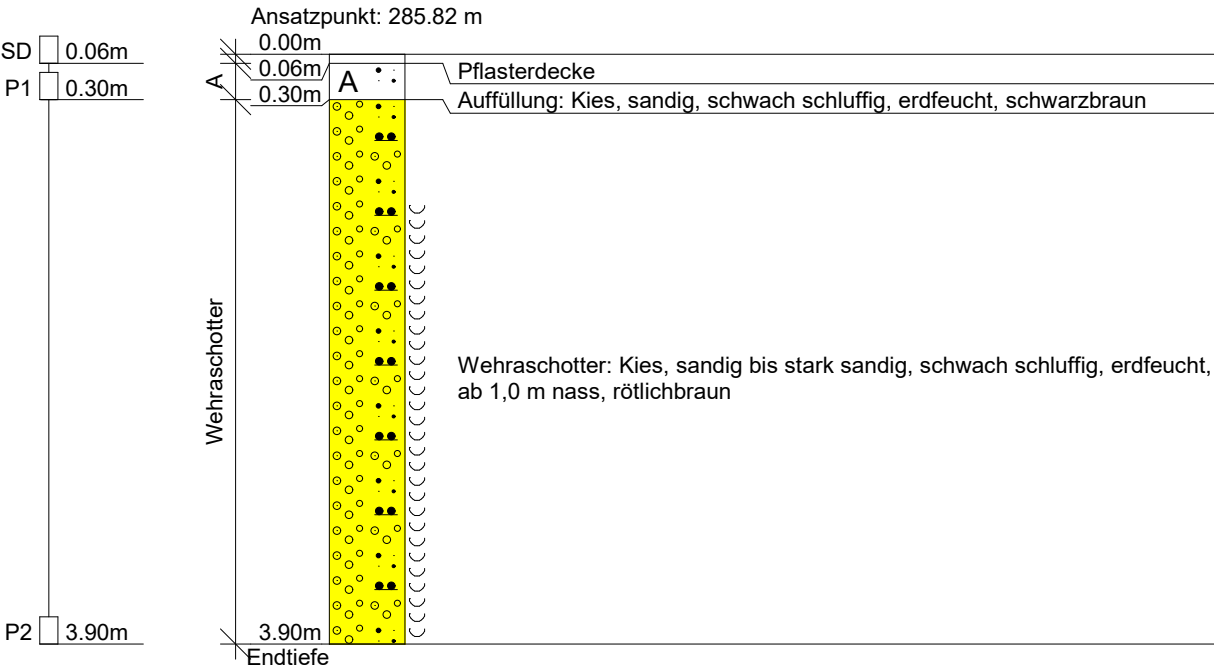 Ansatzpunkt: 285.82 m
SD 0.06m
0.00m
0.06m
A
Pflasterdecke
P1 0.30m
A
0.30m
Auffüllung: Kies, sandig, schwach schluffig, erdfeucht, schwarzbraun
Wehraschotter
Wehraschotter: Kies, sandig bis stark sandig, schwach schluffig, erdfeucht,
ab 1,0 m nass, rötlichbraun
P2 3.90m
3.90m
Endtiefe